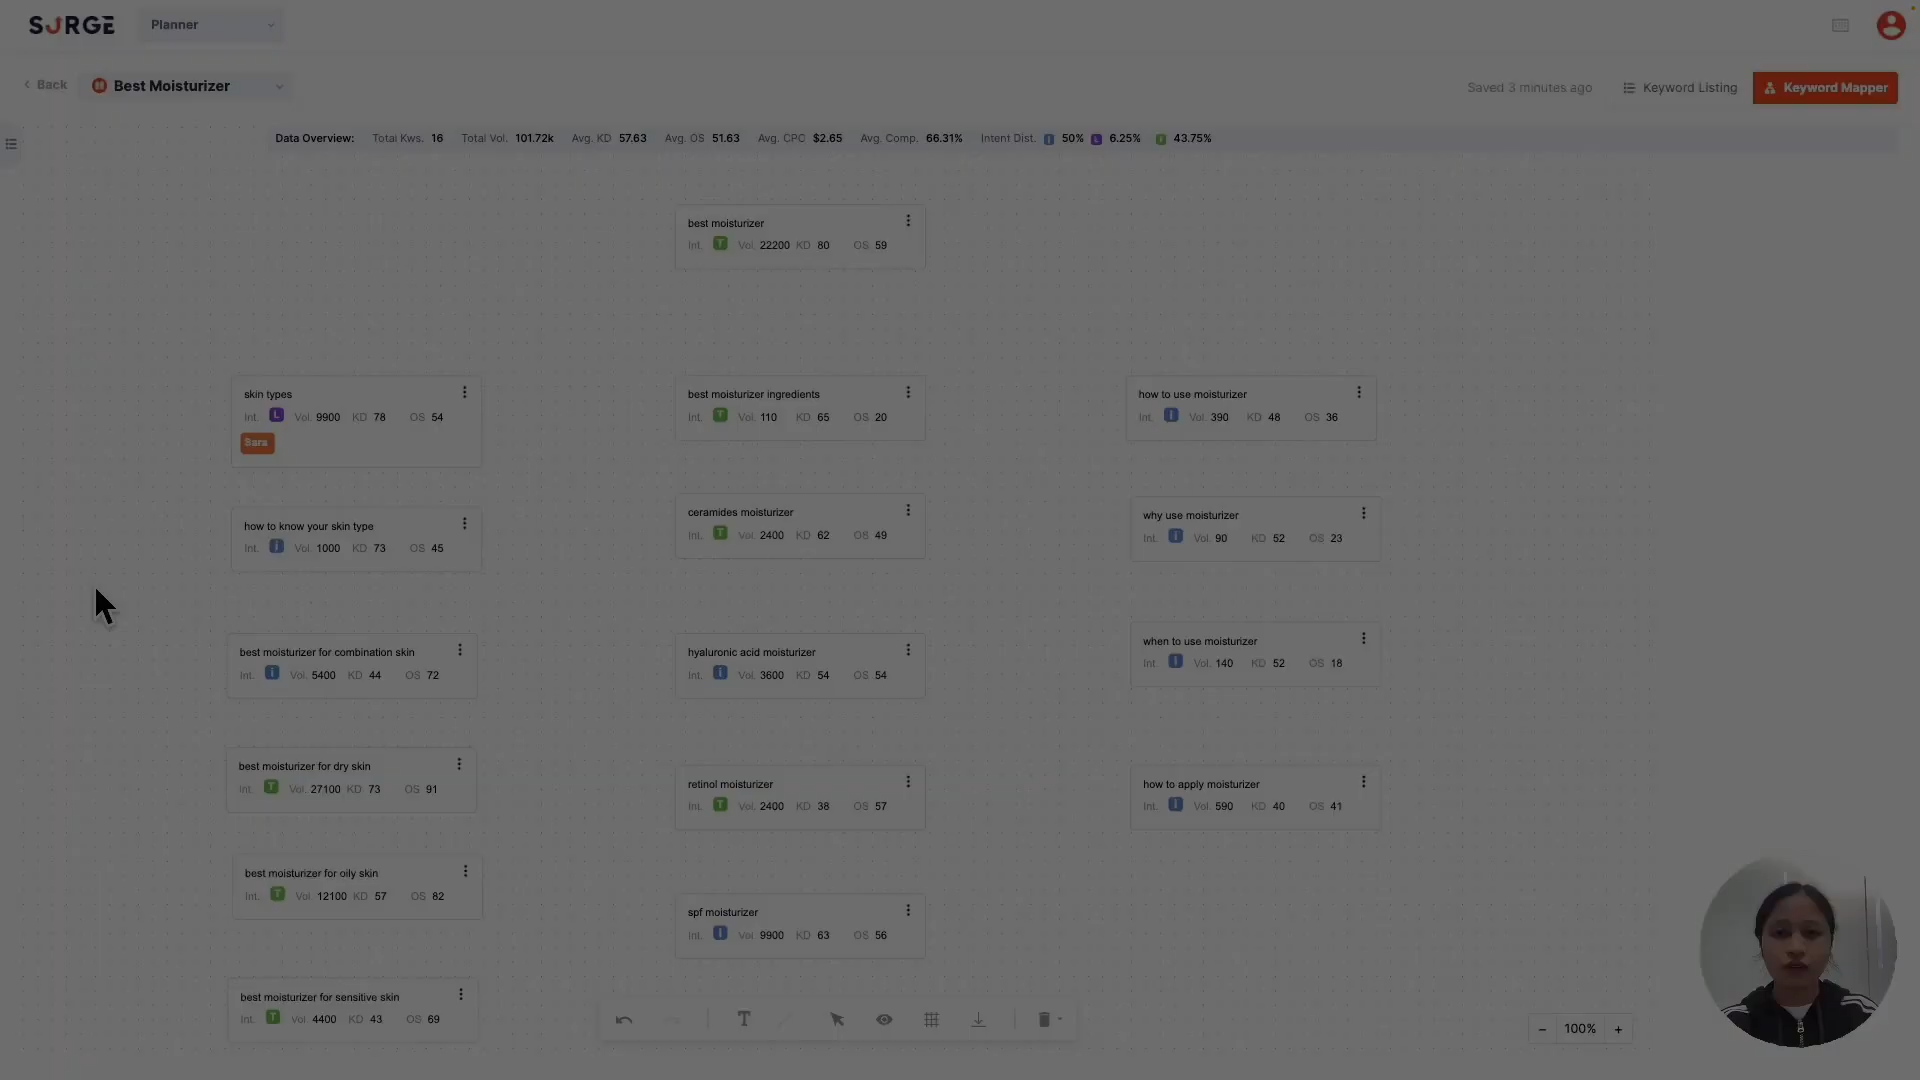 SURGE
Planner
Back
Best Moisturizer
Saved 3 minutes ago
Keyword Listing
Keyword Mapper
Data Overview: Total Kws. 16 Total Vol. 101.72k Avg. KD 57.63 Avg. OS 51.63 Avg. CPC $2.65 Avg. Comp. 66.31% Intent Dist. I 50% L 6.25% T 43.75%
best moisturizer
Int. T Vol. 22200 KD 80 OS 59
skin types
Int. L Vol. 9900 KD 78 OS 54
Sara
best moisturizer ingredients
Int. T Vol. 110 KD 65 OS 20
how to use moisturizer
Int. I Vol. 390 KD 48 OS 36
how to know your skin type
Int. I Vol. 1000 KD 73 OS 45
ceramides moisturizer
Int. T Vol. 2400 KD 62 OS 49
why use moisturizer
Int. I Vol. 90 KD 52 OS 23
best moisturizer for combination skin
Int. I Vol. 5400 KD 44 OS 72
hyaluronic acid moisturizer
Int. I Vol. 3600 KD 54 OS 54
when to use moisturizer
Int. I Vol. 140 KD 52 OS 18
best moisturizer for dry skin
Int. T Vol. 27100 KD 73 OS 91
retinol moisturizer
Int. T Vol. 2400 KD 38 OS 57
how to apply moisturizer
Int. I Vol. 590 KD 40 OS 41
best moisturizer for oily skin
Int. T Vol. 12100 KD 57 OS 82
spf moisturizer
Int. I Vol. 9900 KD 63 OS 56
best moisturizer for sensitive skin
Int. T Vol. 4400 KD 43 OS 69
T
- 100% +